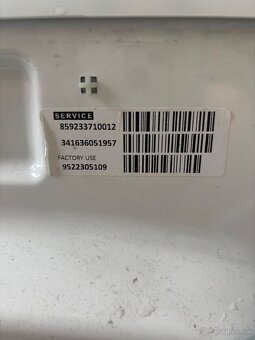 SERVICE
859233710012
341636051957
FACTORY USE
9522305109